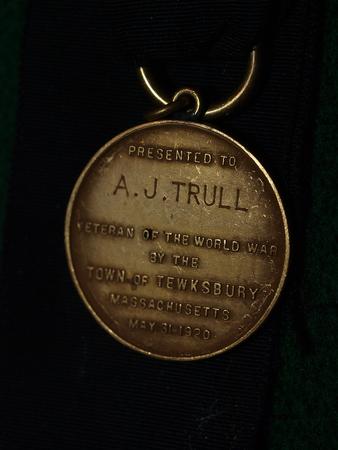 PRESENTED TO
A.J. TRULL
VETERAN OF THE WORLD WAR
BY THE
TOWN OF TEWKSBURY
MASSACHUSETTS
MAY 31, 1920